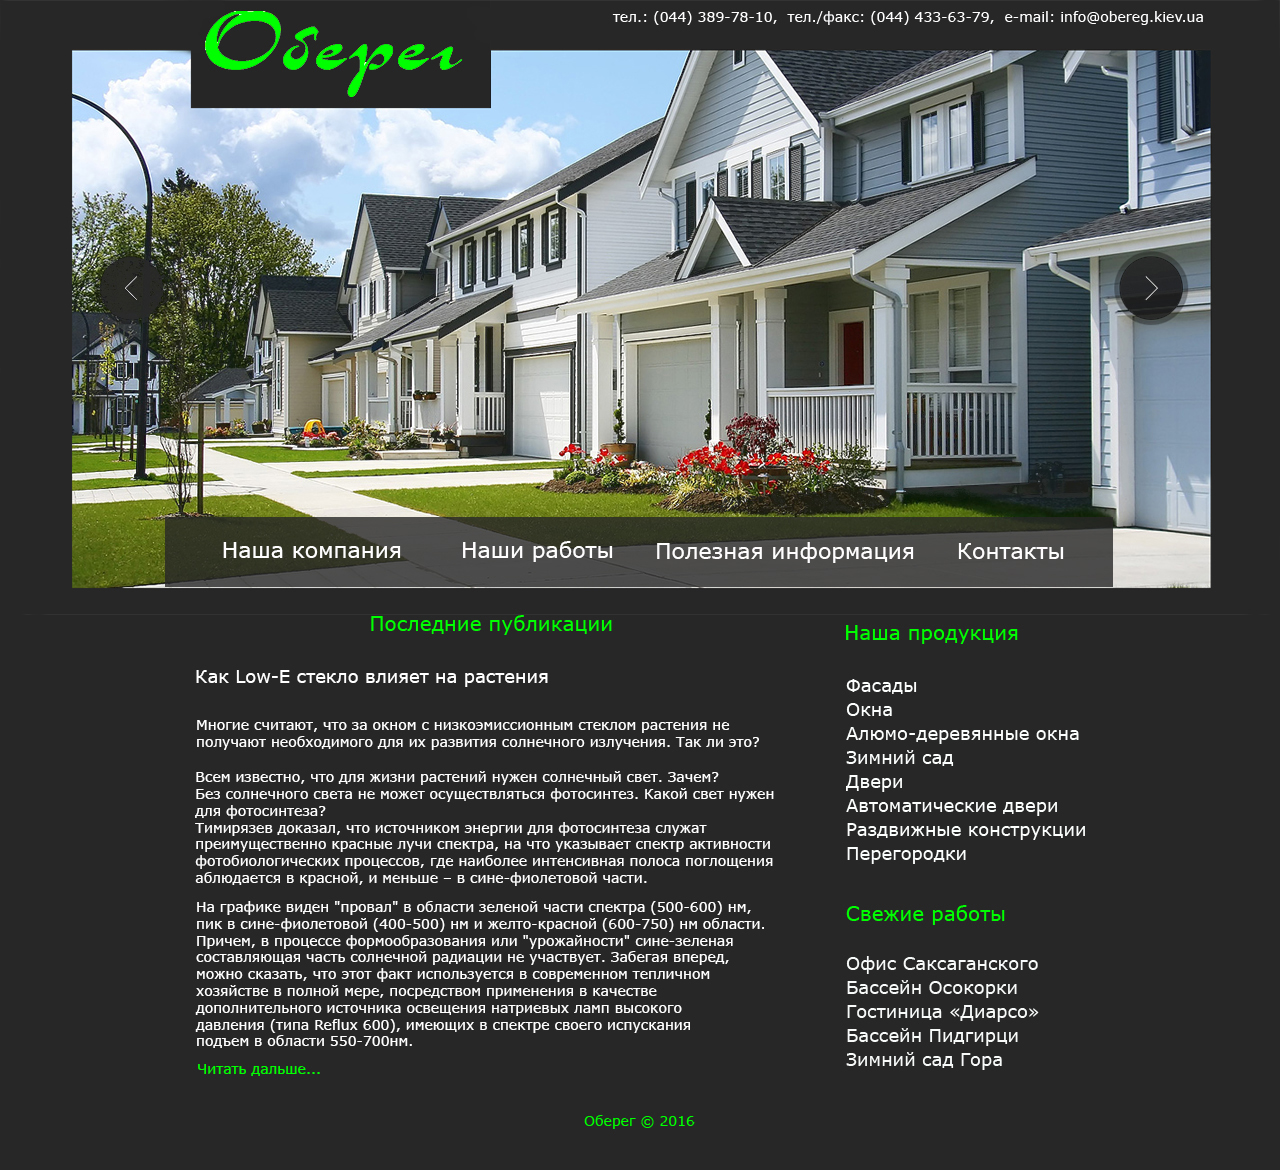 Оберег
тел.: (044) 389-78-10, тел./факс: (044) 433-63-79, e-mail: info@obereg.kiev.ua
Наша компания
Наши работы
Полезная информация
Контакты
Последние публикации
Как Low-E стекло влияет на растения
Многие считают, что за окном с низкоэмиссионным стеклом растения не
получают необходимого для их развития солнечного излучения. Так ли это?
Всем известно, что для жизни растений нужен солнечный свет. Зачем?
Без солнечного света не может осуществляться фотосинтез. Какой свет нужен
для фотосинтеза?
Тимирязев доказал, что источником энергии для фотосинтеза служат
преимущественно красные лучи спектра, на что указывает спектр активности
фотобиологических процессов, где наиболее интенсивная полоса поглощения
аблюдается в красной, и меньше – в сине-фиолетовой части.
На графике виден "провал" в области зеленой части спектра (500-600) нм,
пик в сине-фиолетовой (400-500) нм и желто-красной (600-750) нм области.
Причем, в процессе формообразования или "урожайности" сине-зеленая
составляющая часть солнечной радиации не участвует. Забегая вперед,
можно сказать, что этот факт используется в современном тепличном
хозяйстве в полной мере, посредством применения в качестве
дополнительного источника освещения натриевых ламп высокого
давления (типа Reflux 600), имеющих в спектре своего испускания
подъем в области 550-700нм.
Читать дальше...
Наша продукция
Фасады
Окна
Алюмо-деревянные окна
Зимний сад
Двери
Автоматические двери
Раздвижные конструкции
Перегородки
Свежие работы
Офис Саксаганского
Бассейн Осокорки
Гостиница «Диарсо»
Бассейн Пидгирци
Зимний сад Гора
Оберег © 2016